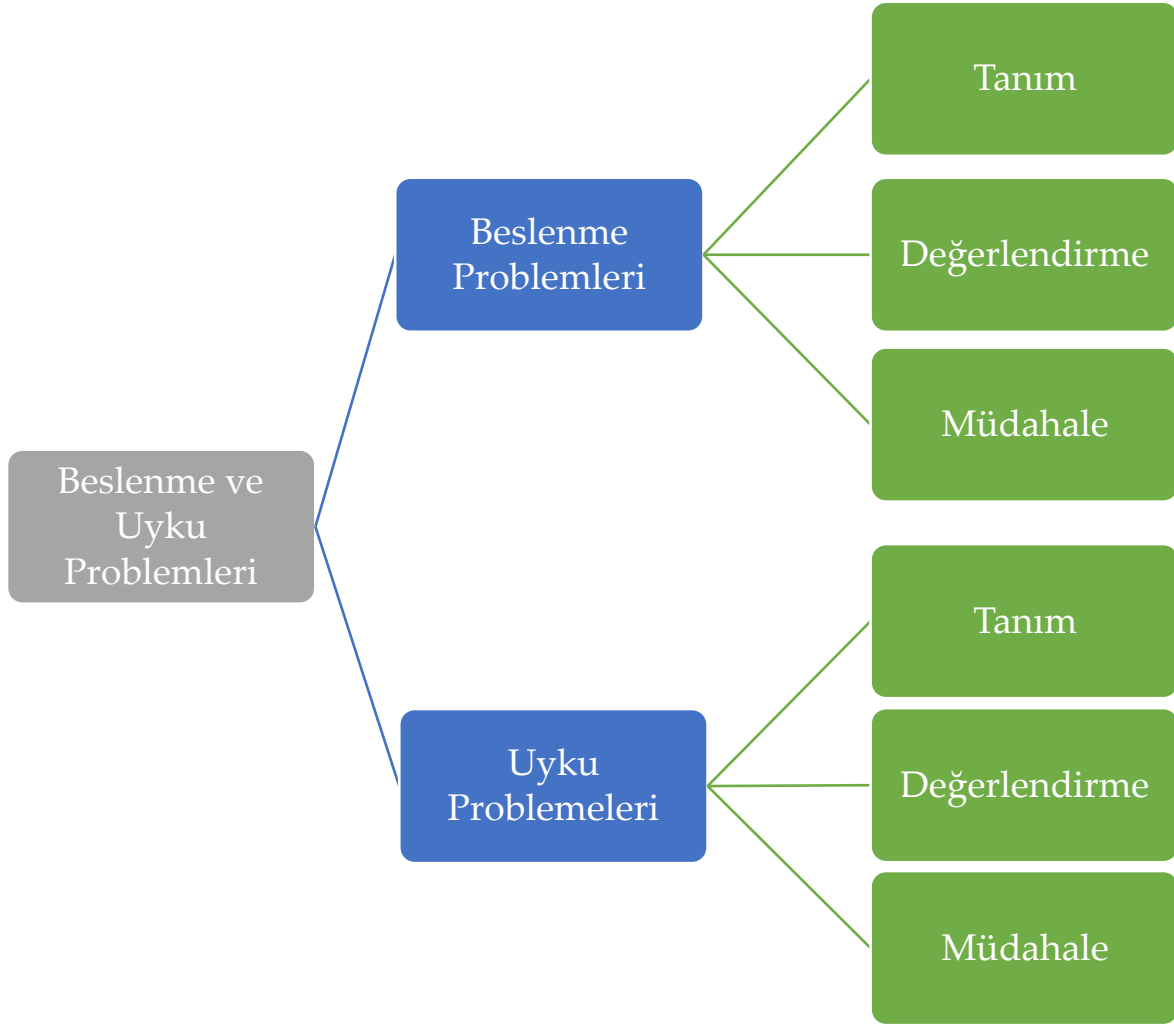 Beslenme ve
Uyku
Problemleri
Beslenme
Problemleri
Tanım
Değerlendirme
Müdahale
Uyku
Problemeleri
Tanım
Değerlendirme
Müdahale